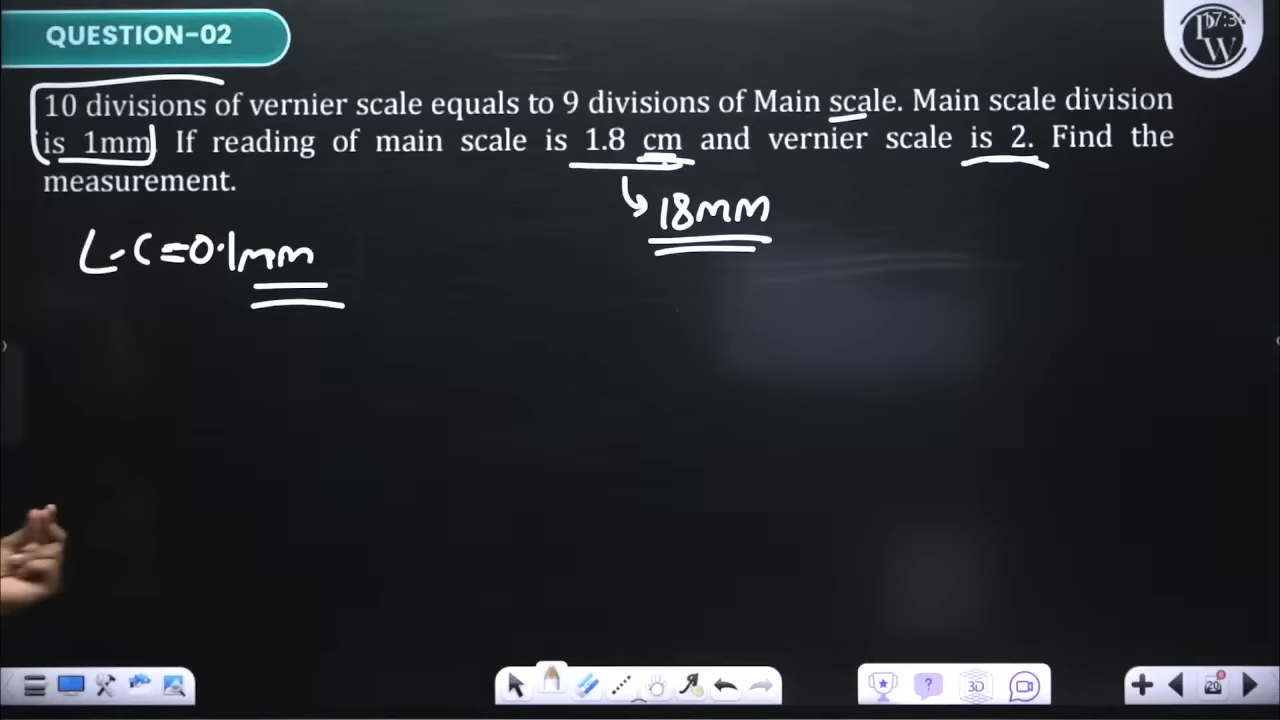 QUESTION-02
10 divisions of vernier scale equals to 9 divisions of Main scale. Main scale division
is 1mm. If reading of main scale is 1.8 cm and vernier scale is 2. Find the
measurement.
18mm
L.C=0.1mm
3D
?
20